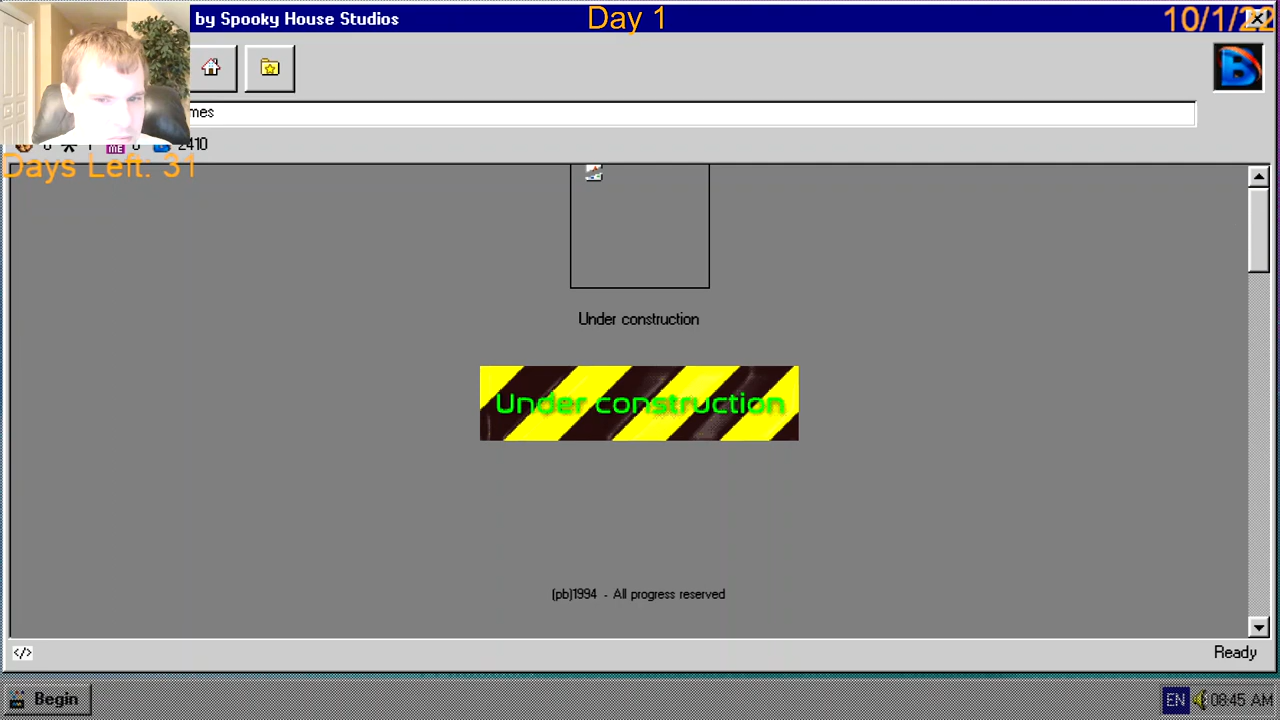 by Spooky House Studios
Day 1
10/1/22
mes
ME
2410
Days Left: 31
Under construction
Under construction
(pb)1994 - All progress reserved
</>
Ready
Begin
EN
08:45 AM